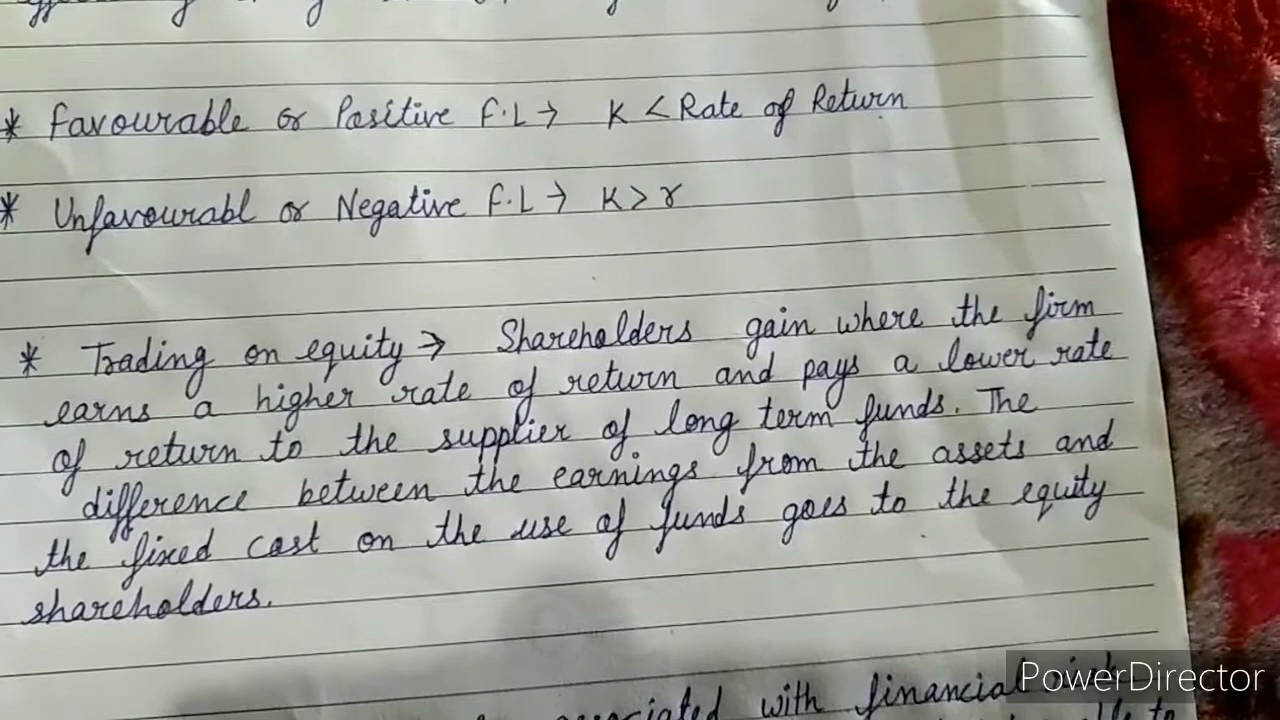 * Favourable or Positive F.L → K < Rate of Return
* Unfavourabl or Negative F.L → K > r
* Trading on equity → Shareholders gain where the firm
earns a higher rate of return and pays a lower rate
of return to the supplier of long term funds. The
difference between the earnings from the assets and
the fixed cost on the use of funds goes to the equity
shareholders.
associated with financial
PowerDirector